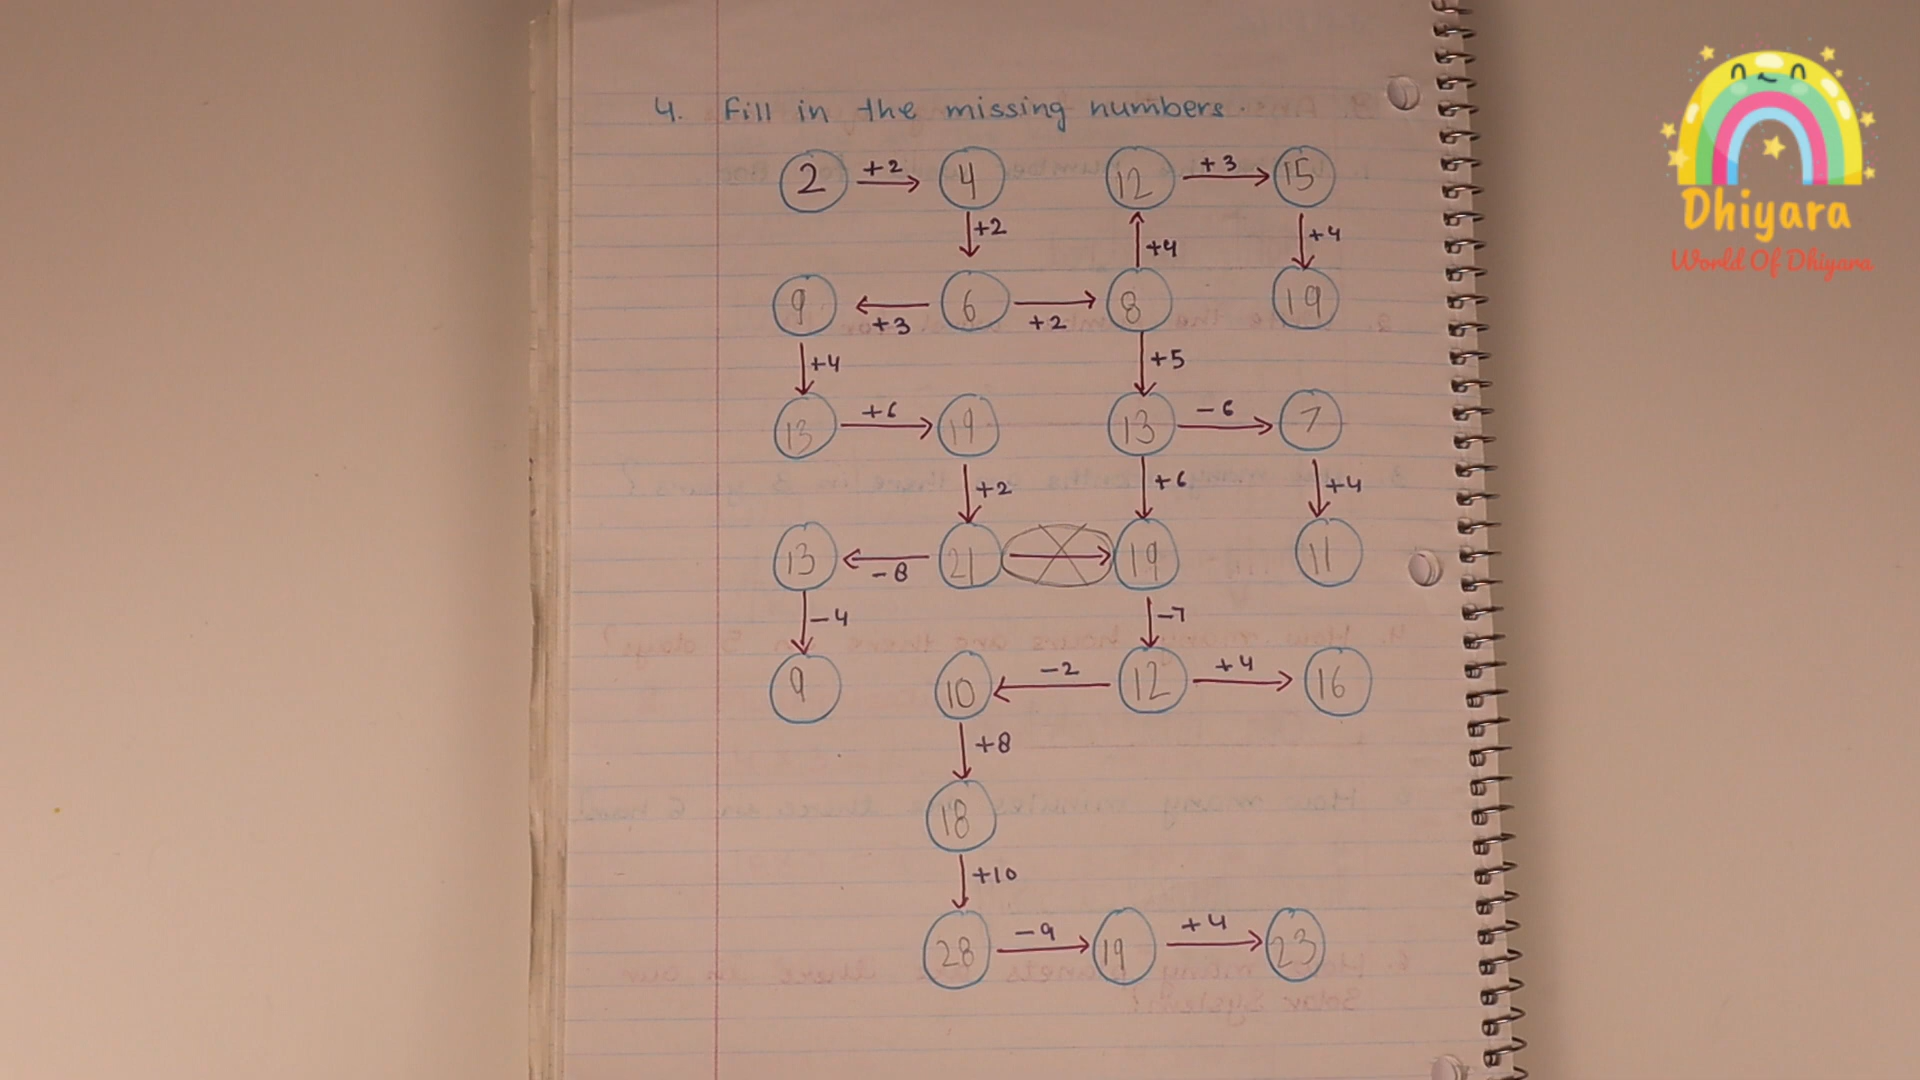 4. Fill in the missing numbers.
2 +2 4 12 +3 15
+2 +4 +4
9 +3 6 +2 8 19
+4 +5
13 +6 19 13 -6 7
+2 +6 +4
13 -8 21 19 11
-4 -7
9 10 -2 12 +4 16
+8
18
+10
28 -9 19 +4 23
Dhiyara
World Of Dhiyara